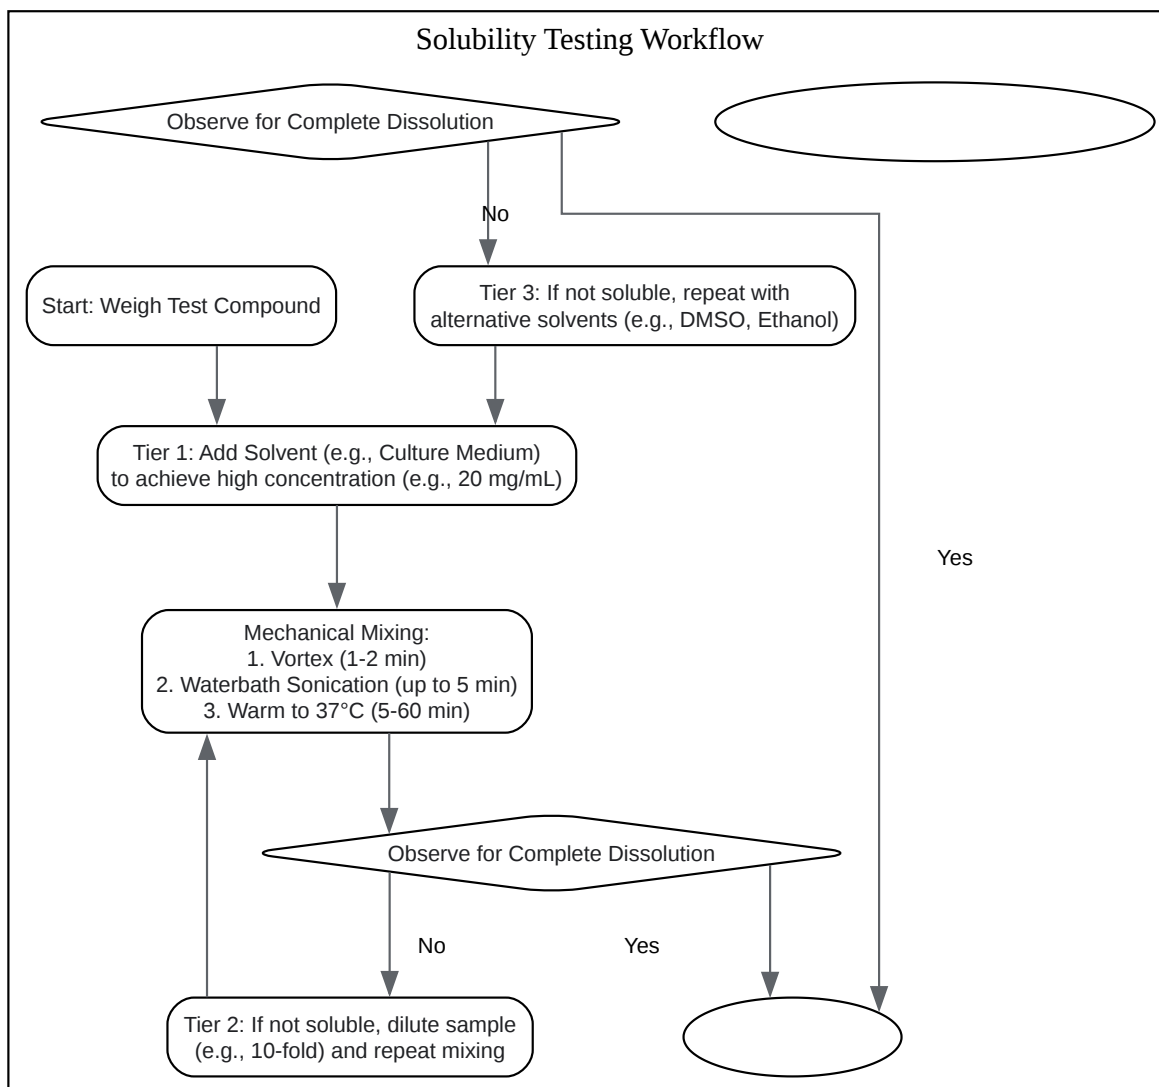 Solubility Testing Workflow
Observe for Complete Dissolution
No
Start: Weigh Test Compound
Tier 3: If not soluble, repeat with
alternative solvents (e.g., DMSO, Ethanol)
Tier 1: Add Solvent (e.g., Culture Medium)
to achieve high concentration (e.g., 20 mg/mL)
Yes
Mechanical Mixing:
1. Vortex (1-2 min)
2. Waterbath Sonication (up to 5 min)
3. Warm to 37°C (5-60 min)
Observe for Complete Dissolution
No
Yes
Tier 2: If not soluble, dilute sample
(e.g., 10-fold) and repeat mixing